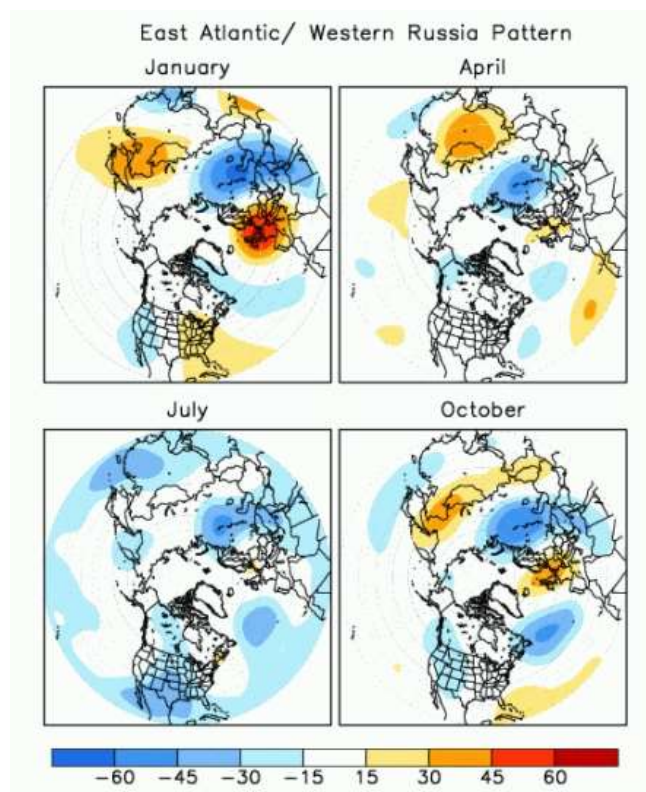 East Atlantic/ Western Russia Pattern
January
April
July
October
-60 -45 -30 -15 15 30 45 60